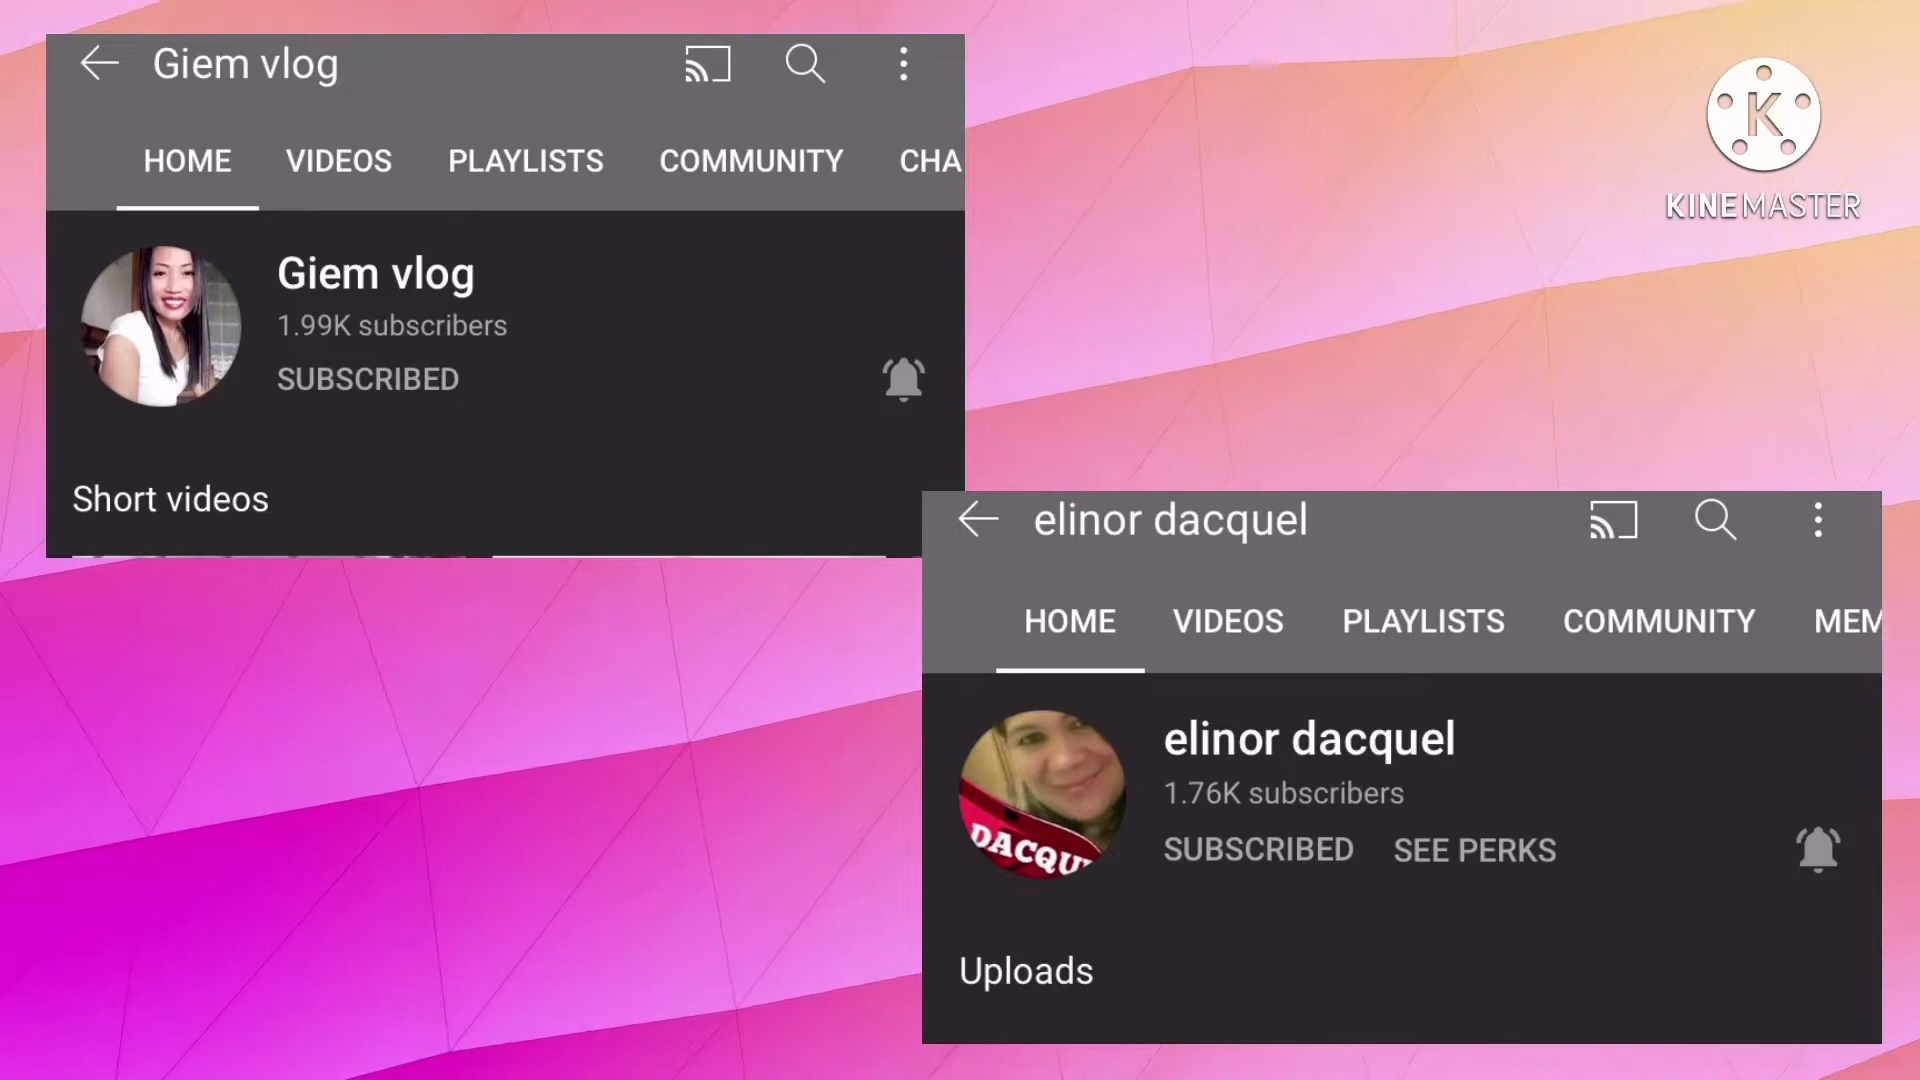 Giem vlog
HOME VIDEOS PLAYLISTS COMMUNITY CHA
Giem vlog
1.99K subscribers
SUBSCRIBED
Short videos
K
KINEMASTER
elinor dacquel
HOME VIDEOS PLAYLISTS COMMUNITY MEM
elinor dacquel
1.76K subscribers
SUBSCRIBED SEE PERKS
DACQU
Uploads